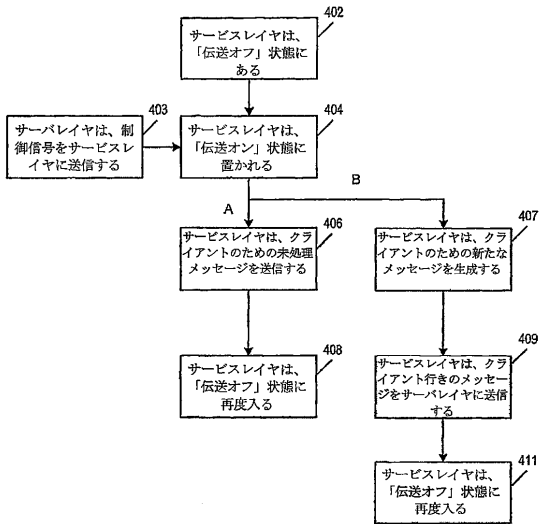 402
サービスレイヤは、
「伝送オフ」状態に
ある
403
サーバレイヤは、制
御信号をサービスレ
イヤに送信する
404
サービスレイヤは、
「伝送オン」状態に
置かれる
A
B
406
サービスレイヤは、クラ
イアントのための未処理
メッセージを送信する
407
サービスレイヤは、クラ
イアントのための新たな
メッセージを生成する
408
サービスレイヤは、
「伝送オフ」状態に
再度入る
409
サービスレイヤは、クラ
イアント行きのメッセー
ジをサーバレイヤに送信
する
411
サービスレイヤは、
「伝送オフ」状態に
再度入る